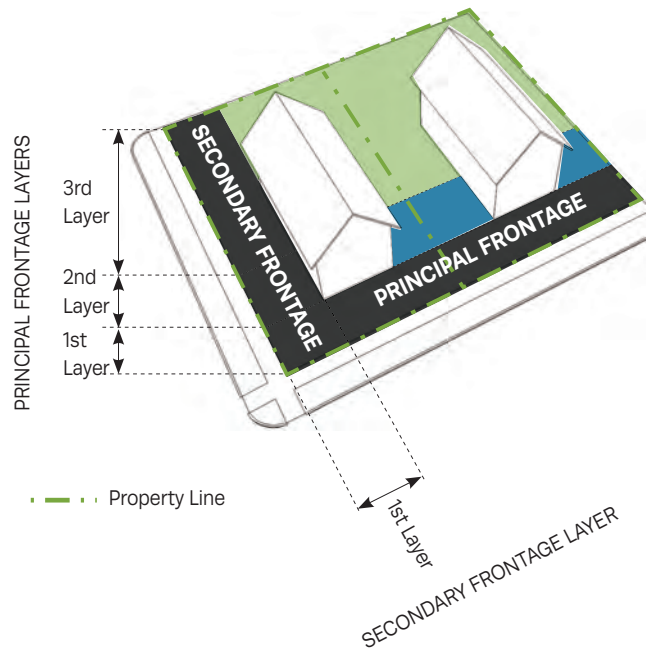 PRINCIPAL FRONTAGE LAYERS
3rd
Layer
2nd
Layer
1st
Layer
SECONDARY FRONTAGE
PRINCIPAL FRONTAGE
Property Line
1st Layer
SECONDARY FRONTAGE LAYER